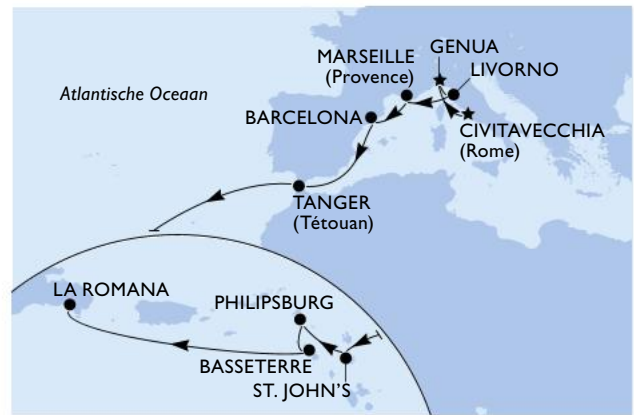 GENUA
MARSEILLE
(Provence)
LIVORNO
Atlantische Oceaan
BARCELONA
CIVITAVECCHIA
(Rome)
TANGER
(Tétouan)
LA ROMANA
PHILIPSBURG
BASSETERRE
ST. JOHN'S